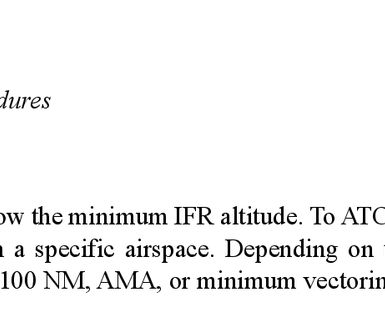 dures
ow the minimum IFR altitude. To ATC
a specific airspace. Depending on
100 NM, AMA, or minimum vectorin